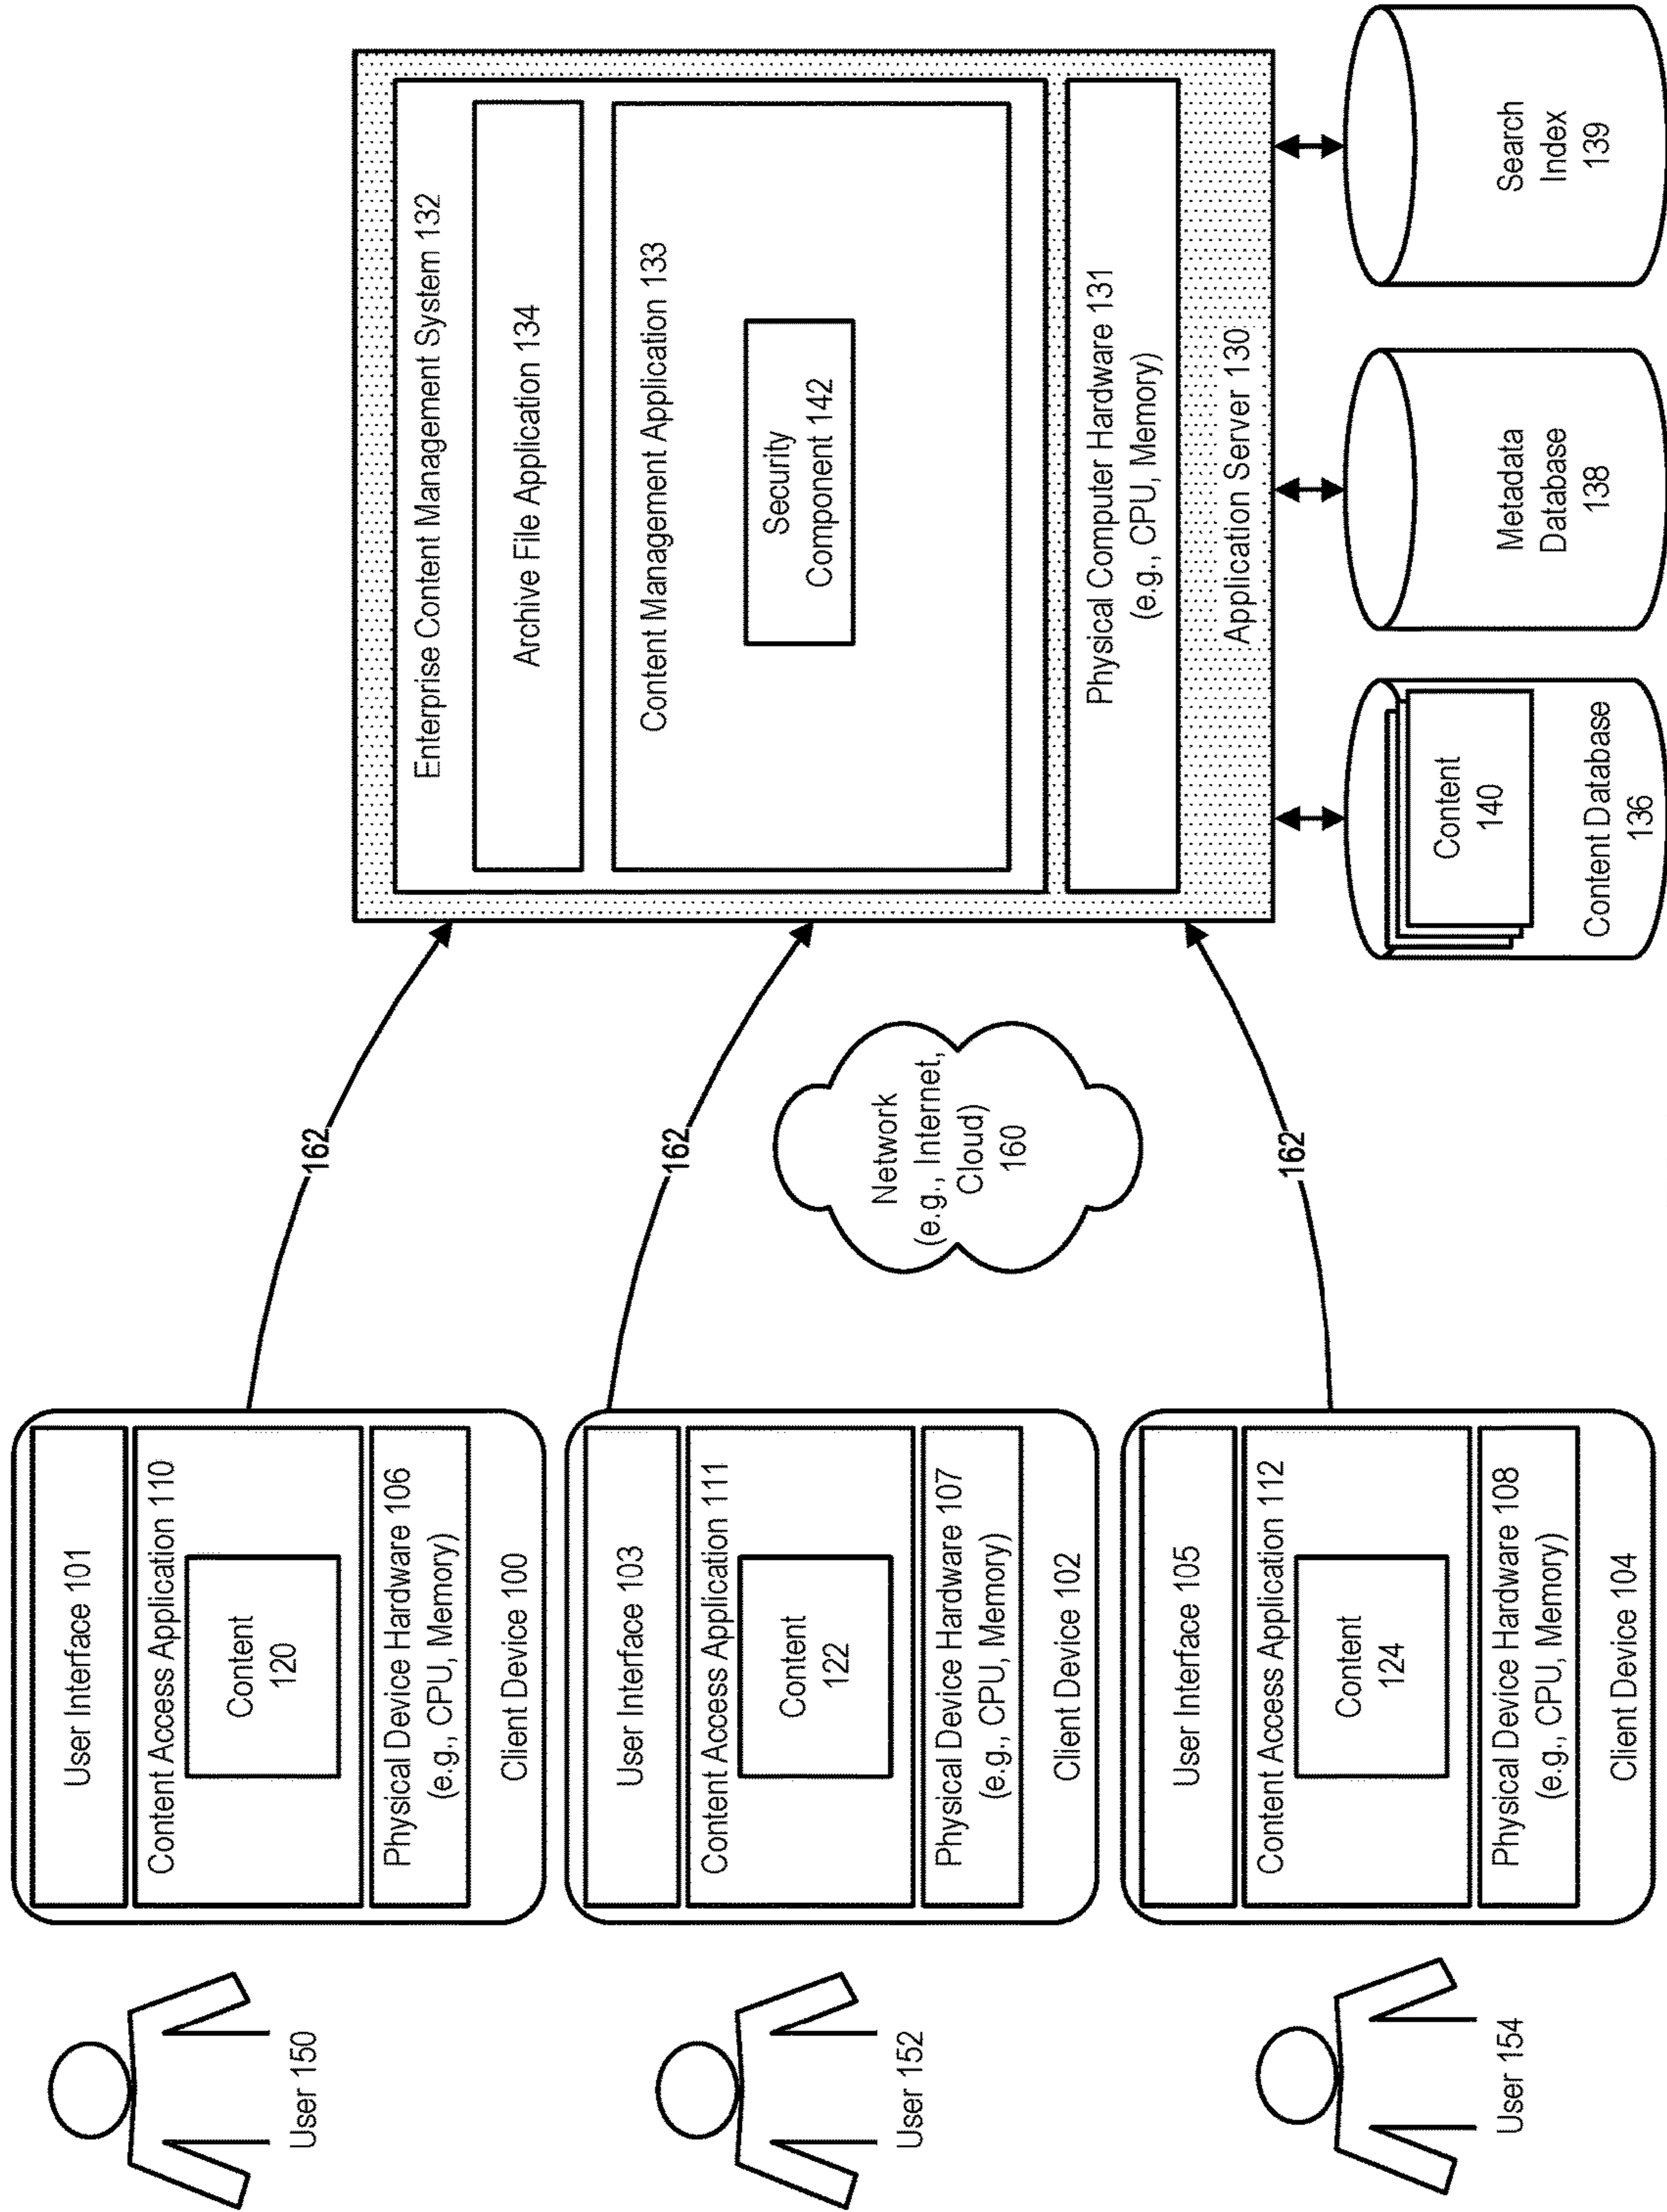 User 150
User Interface 101
Content Access Application 110
Content
120
Physical Device Hardware 106
(e.g., CPU, Memory)
Client Device 100
User 152
User Interface 103
Content Access Application 111
Content
122
Physical Device Hardware 107
(e.g., CPU, Memory)
Client Device 102
User 154
User Interface 105
Content Access Application 112
Content
124
Physical Device Hardware 108
(e.g., CPU, Memory)
Client Device 104
162
162
162
Network
(e.g., Internet,
Cloud)
160
Enterprise Content Management System 132
Archive File Application 134
Content Management Application 133
Security
Component 142
Physical Computer Hardware 131
(e.g., CPU, Memory)
Application Server 130
Content
140
Content Database
136
Metadata
Database
138
Search
Index
139